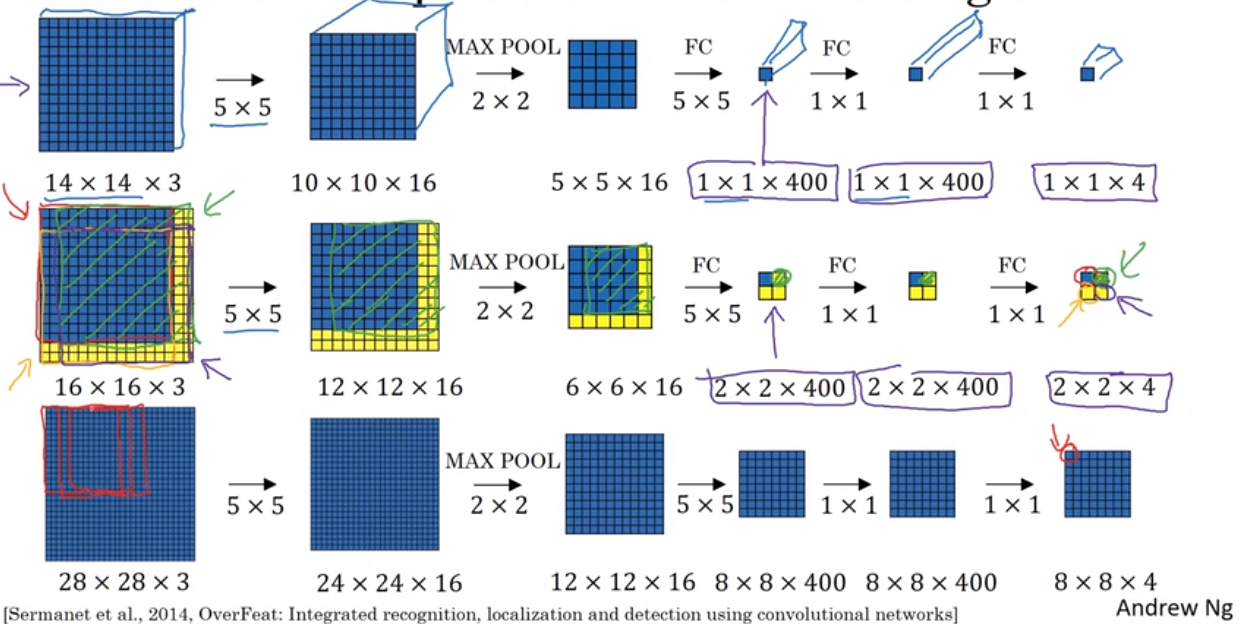 MAX POOL FC FC FC
5 × 5 2 × 2 5 × 5 1 × 1 1 × 1
14 × 14 × 3 10 × 10 × 16 5 × 5 × 16 1 × 1 × 400 1 × 1 × 400 1 × 1 × 4
MAX POOL FC FC FC
5 × 5 2 × 2 5 × 5 1 × 1 1 × 1
16 × 16 × 3 12 × 12 × 16 6 × 6 × 16 2 × 2 × 400 2 × 2 × 400 2 × 2 × 4
MAX POOL
5 × 5 2 × 2 5 × 5 1 × 1 1 × 1
28 × 28 × 3 24 × 24 × 16 12 × 12 × 16 8 × 8 × 400 8 × 8 × 400 8 × 8 × 4
[Sermanet et al., 2014, OverFeat: Integrated recognition, localization and detection using convolutional networks]
Andrew Ng